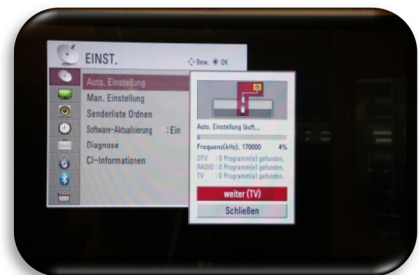 EINST.
Bew. OK
Auto. Einstellung
Man. Einstellung
Senderliste Ordnen
Software-Aktualisierung : Ein
Diagnose
CI-Informationen
Auto. Einstellung läuft...
Frequenz(kHz), 170000 4%
DTV : 0 Programm(e) gefunden.
RADIO : 0 Programm(e) gefunden.
TV : 0 Programm(e) gefunden.
weiter (TV)
Schließen